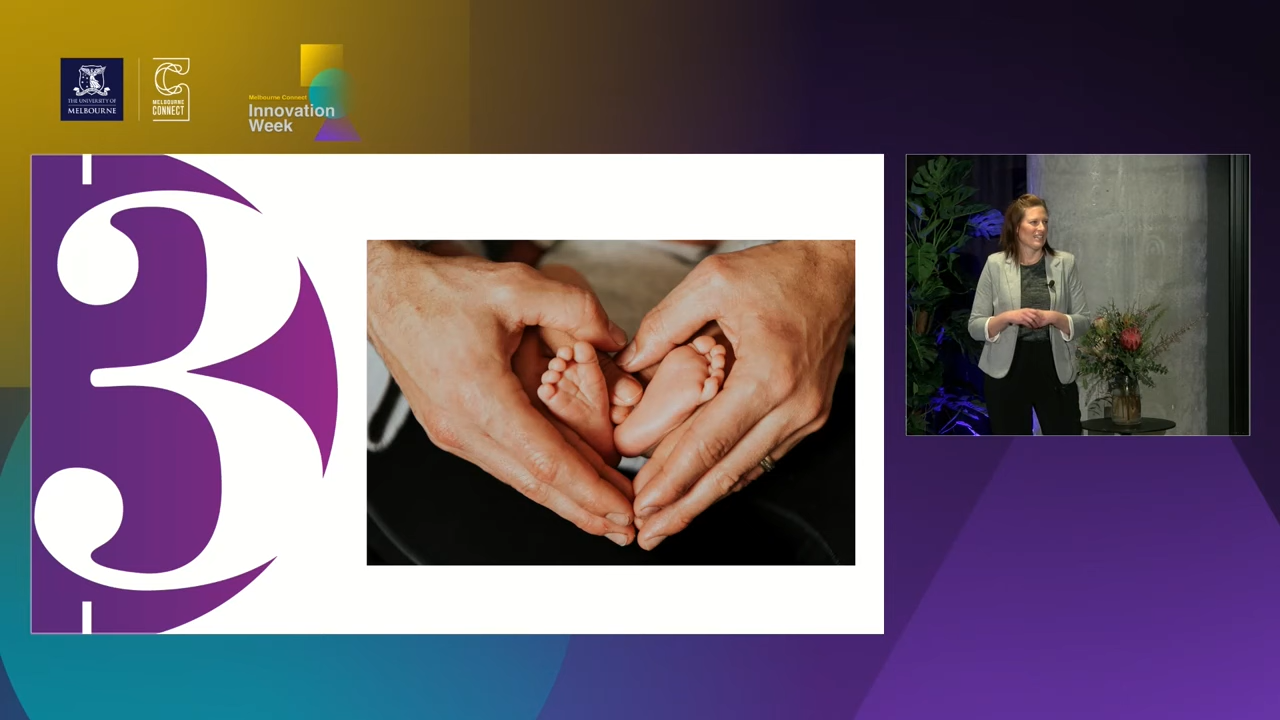 THE UNIVERSITY OF
MELBOURNE
MELBOURNE
CONNECT
Melbourne Connect
Innovation
Week
3